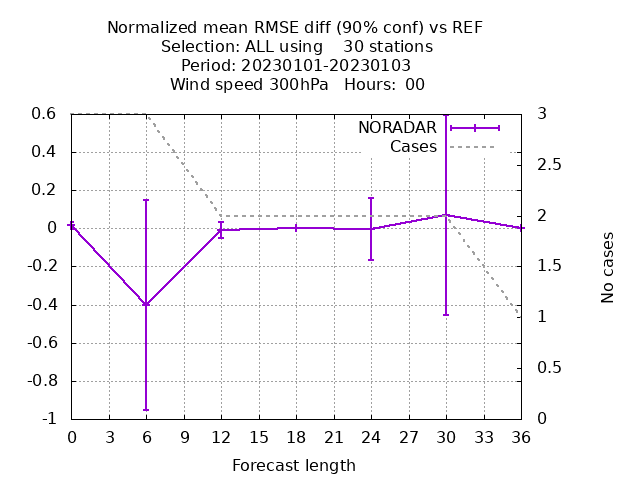 Normalized mean RMSE diff (90% conf) vs REF
Selection: ALL using    30 stations
Period: 20230101-20230103
Wind speed 300hPa   Hours:  00
NORADAR
Cases
0.6
0.4
0.2
0
-0.2
-0.4
-0.6
-0.8
-1
3
2.5
2
1.5
1
0.5
0
No cases
0 3 6 9 12 15 18 21 24 27 30 33 36
Forecast length